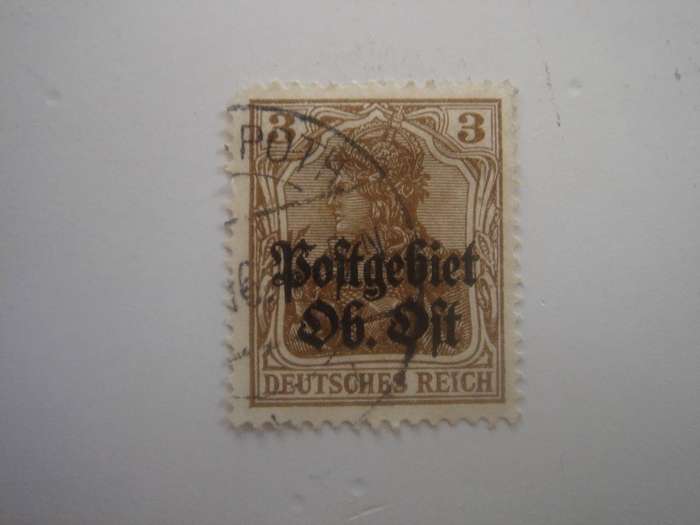 3 3
Postgebiet
Ob. Ost
DEUTSCHES REICH